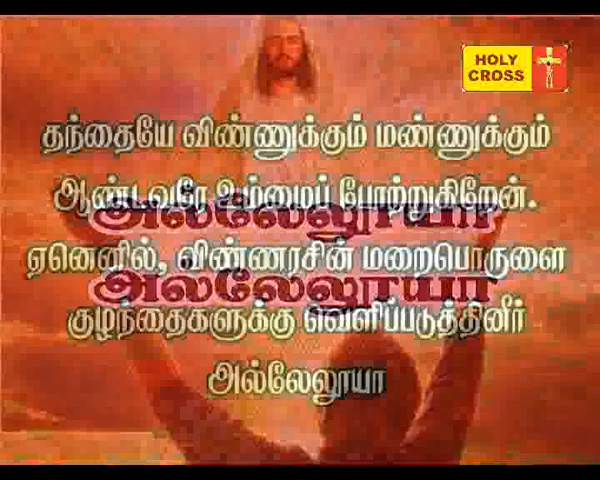 HOLY
CROSS
தந்தையே விண்ணுக்கும் மண்ணுக்கும்
ஆண்டவரே உம்மைப் போற்றுகிறேன்.
அல்லேலூயா
ஏனெனில், விண்ணரசின் மறைபொருளை
அல்லேலூயா
குழந்தைகளுக்கு வெளிப்படுத்தினீர்
அல்லேலூயா